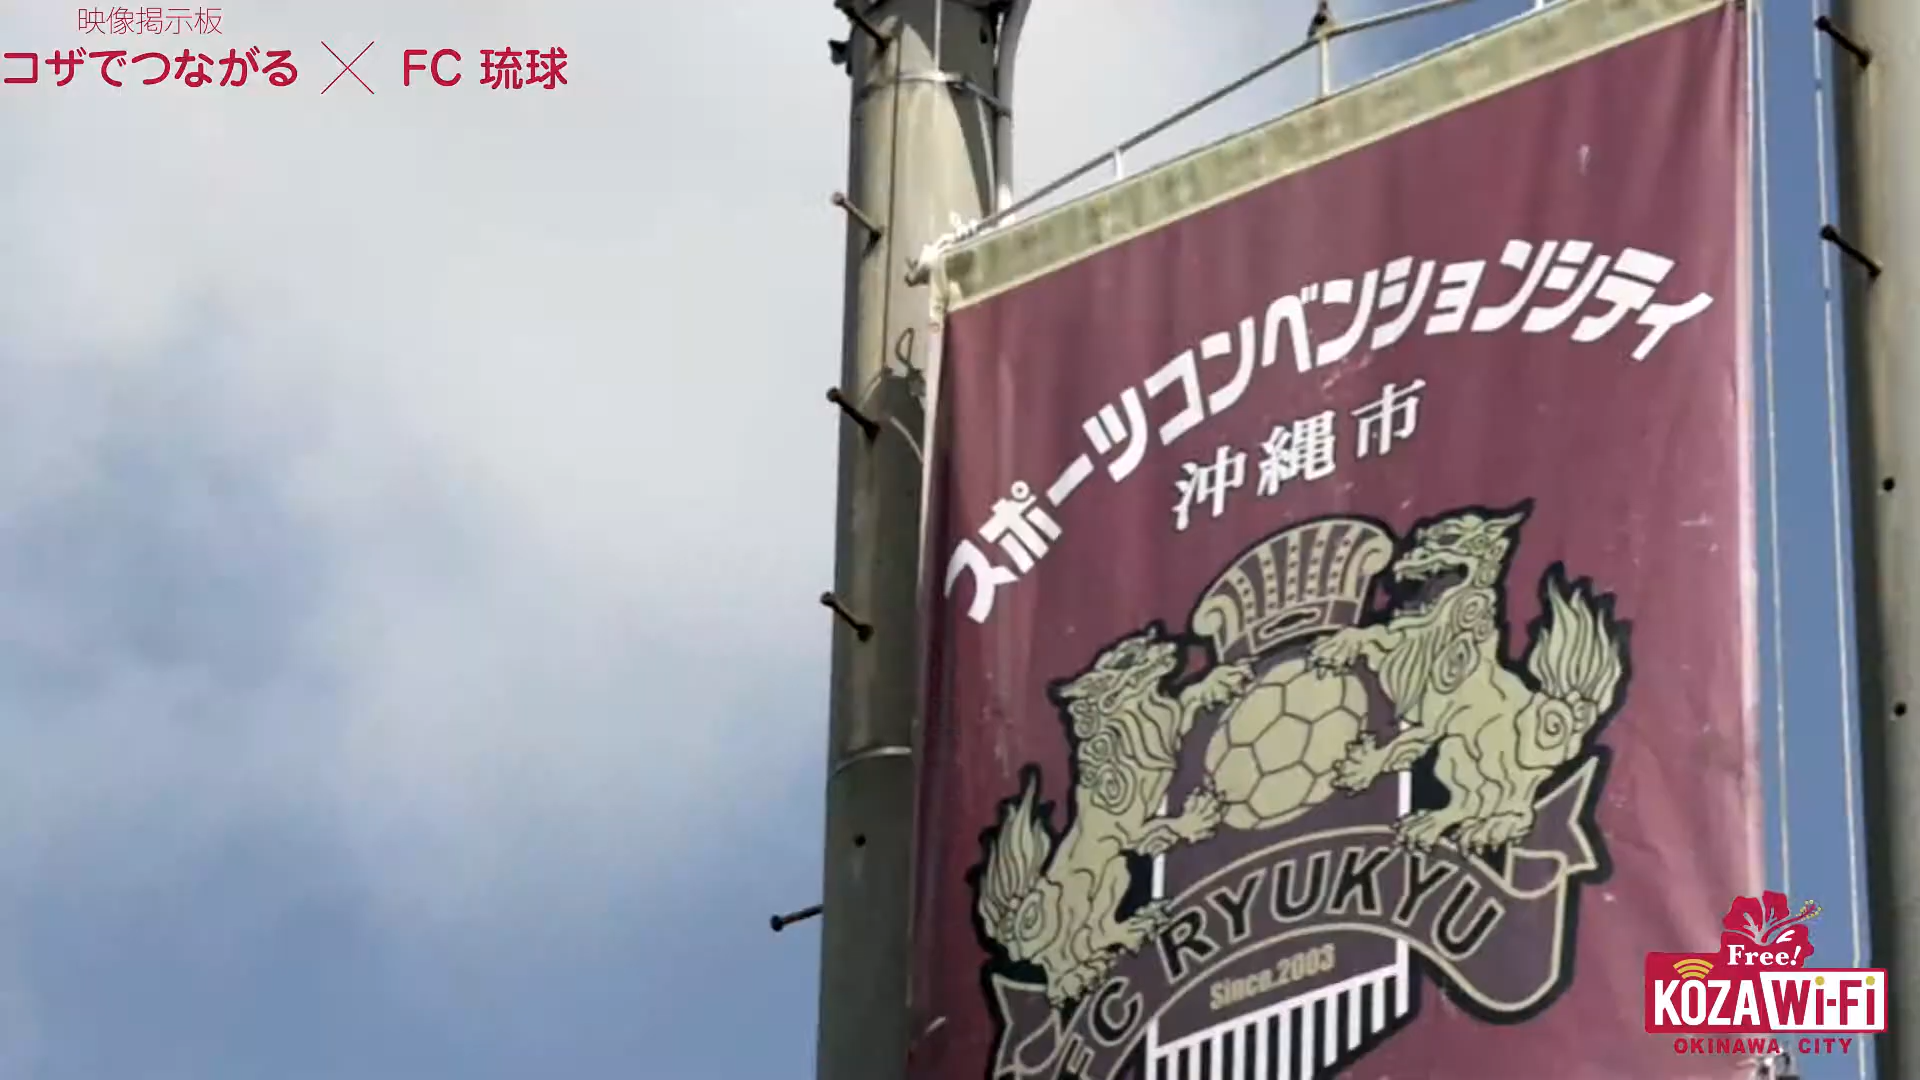 映像掲示板
コザでつながる × FC 琉球
スポーツコンベンションシティ
沖縄市
FC RYUKYU
Since.2003
Free!
KOZA Wi-Fi
OKINAWA CITY